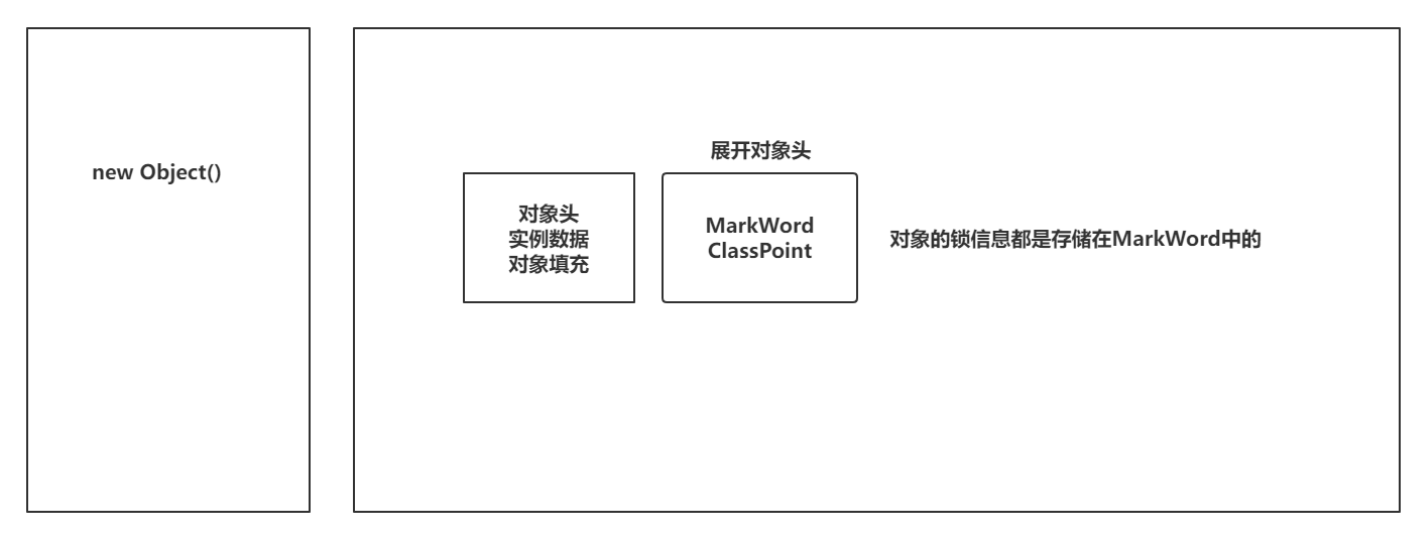 new Object()
展开对象头
对象头
实例数据
对象填充
MarkWord
ClassPoint
对象的锁信息都是存储在MarkWord中的